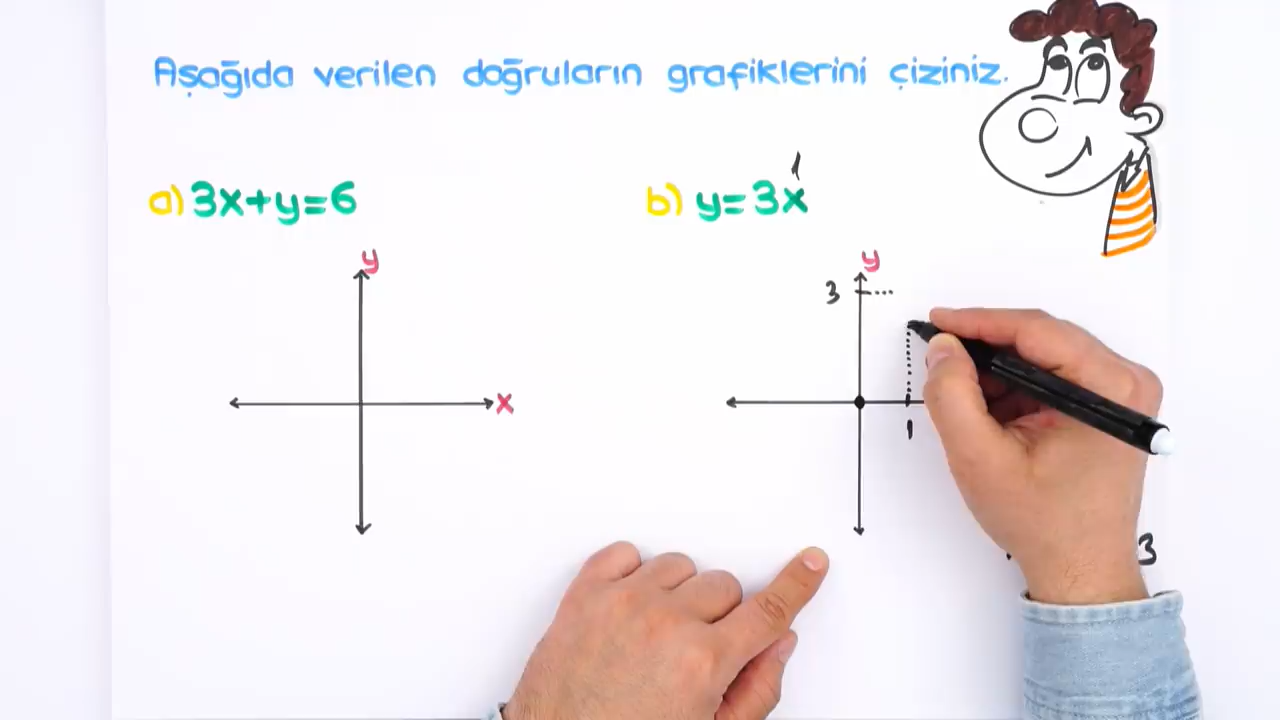 Aşağıda verilen doğruların grafiklerini çiziniz.
a) 3x+y=6
b) y=3x
1
y
x
y
3
1
3